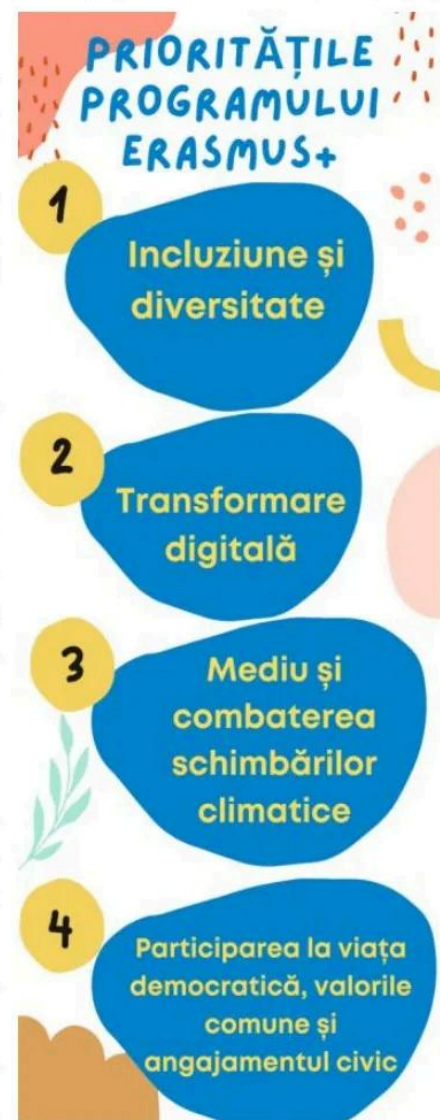 PRIORITĂȚILE
PROGRAMULUI
ERASMUS+
1
Incluziune și
diversitate
2
Transformare
digitală
3
Mediu și
combaterea
schimbărilor
climatice
4
Participarea la viața
democratică, valorile
comune și
angajamentul civic